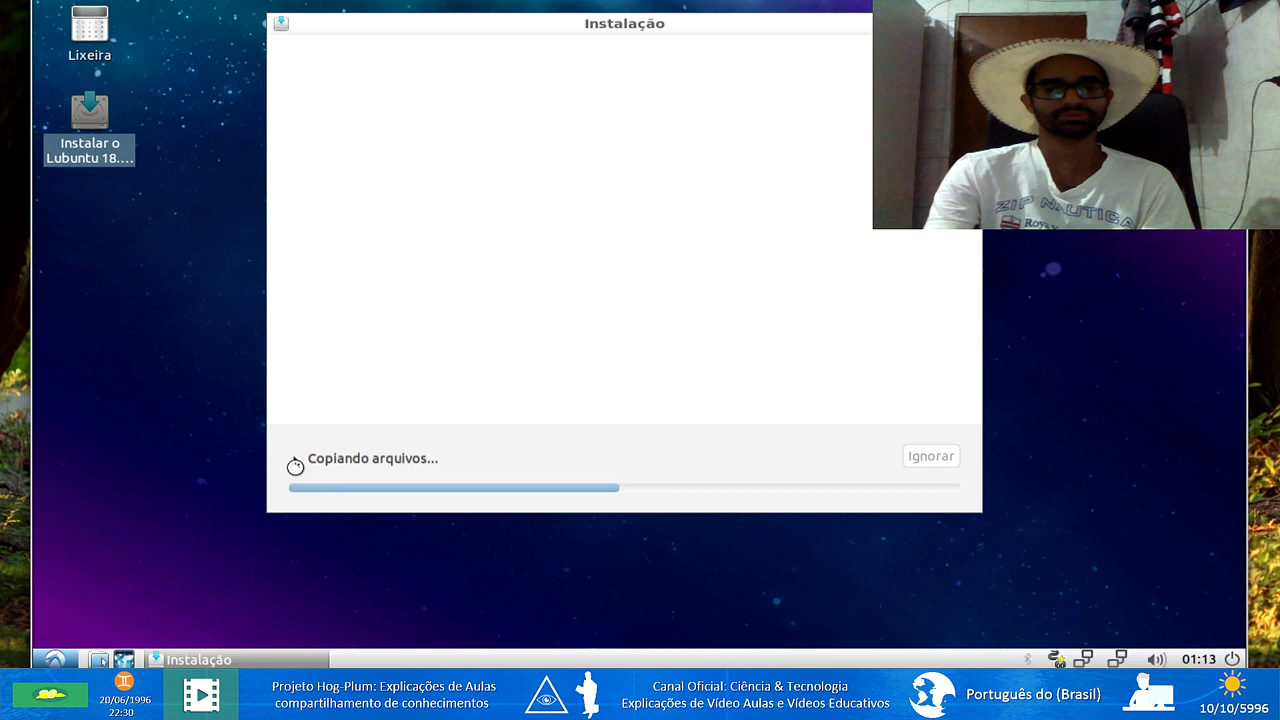 Lixeira
Instalar o
Lubuntu 18....
Instalação
ZIP NAUTICA
Copiando arquivos...
Ignorar
Instalação
01:13
20/06/1996
22:30
Projeto Hog-Plum: Explicações de Aulas
compartilhamento de conhecimentos
Canal Oficial: Ciência & Tecnologia
Explicações de Vídeo Aulas e Vídeos Educativos
Português do (Brasil)
10/10/5996